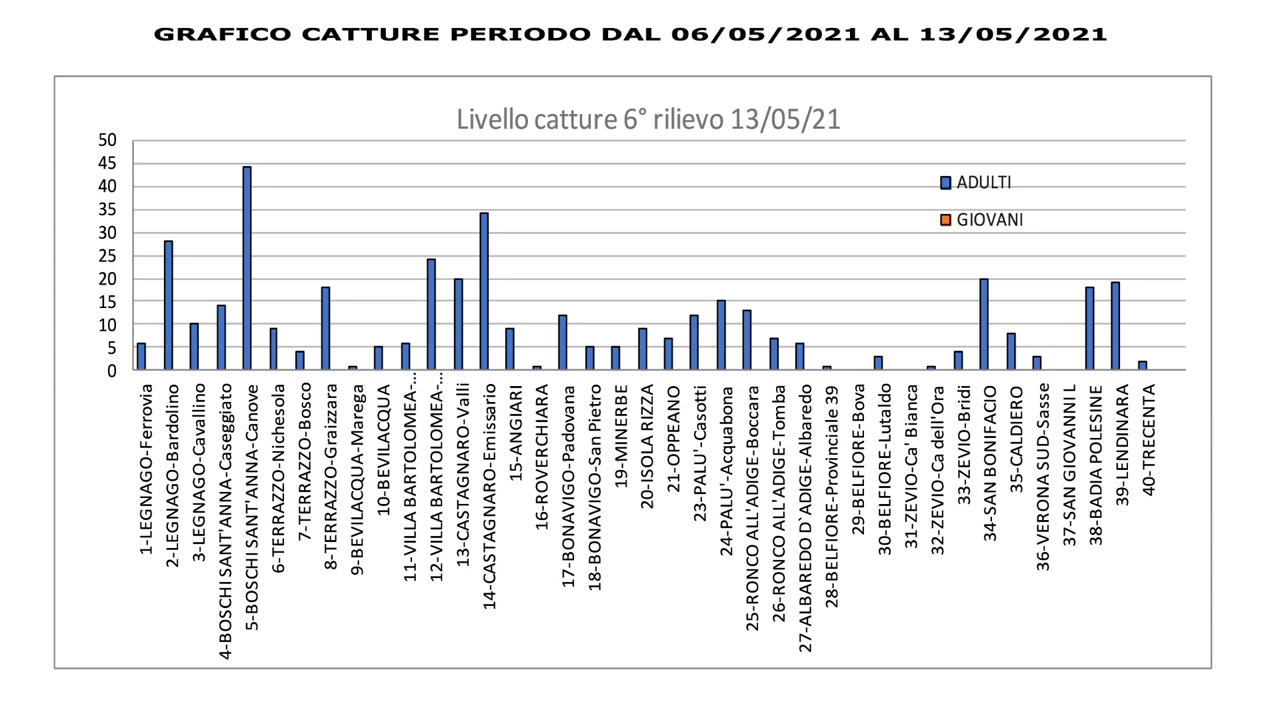 GRAFICO CATTURE PERIODO DAL 06/05/2021 AL 13/05/2021
Livello catture 6° rilievo 13/05/21
50
45
40
35
30
25
20
15
10
5
0
ADULTI
GIOVANI
1-LEGNAGO-Ferrovia
2-LEGNAGO-Bardolino
3-LEGNAGO-Cavallino
4-BOSCHI SANT'ANNA-Caseggiato
5-BOSCHI SANT'ANNA-Canove
6-TERRAZZO-Nichesola
7-TERRAZZO-Bosco
8-TERRAZZO-Graizzara
9-BEVILACQUA-Marega
10-BEVILACQUA
11-VILLA BARTOLOMEA-...
12-VILLA BARTOLOMEA-...
13-CASTAGNARO-Valli
14-CASTAGNARO-Emissario
15-ANGIARI
16-ROVERCHIARA
17-BONAVIGO-Padovana
18-BONAVIGO-San Pietro
19-MINERBE
20-ISOLA RIZZA
21-OPPEANO
23-PALU'-Casotti
24-PALU'-Acquabona
25-RONCO ALL'ADIGE-Boccara
26-RONCO ALL'ADIGE-Tomba
27-ALBAREDO D`ADIGE-Albaredo
28-BELFIORE-Provinciale 39
29-BELFIORE-Bova
30-BELFIORE-Lutaldo
31-ZEVIO-Ca' Bianca
32-ZEVIO-Ca dell'Ora
33-ZEVIO-Bridi
34-SAN BONIFACIO
35-CALDIERO
36-VERONA SUD-Sasse
37-SAN GIOVANNI L
38-BADIA POLESINE
39-LENDINARA
40-TRECENTA